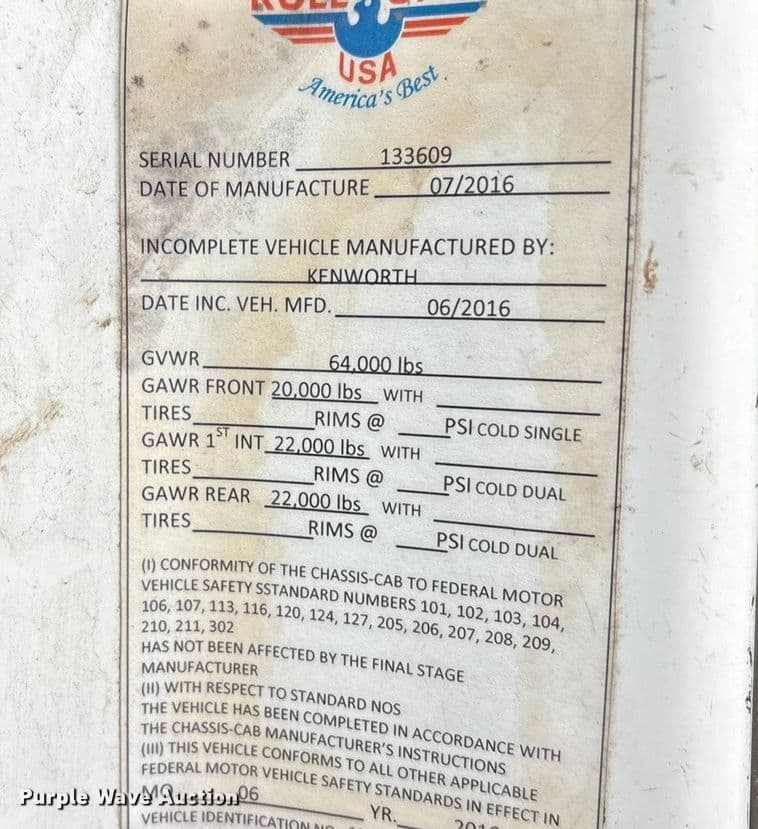 USA
America's Best
SERIAL NUMBER 133609
DATE OF MANUFACTURE 07/2016
INCOMPLETE VEHICLE MANUFACTURED BY:
KENWORTH
DATE INC. VEH. MFD. 06/2016
GVWR 64,000 lbs
GAWR FRONT 20,000 lbs WITH
TIRES RIMS @ PSI COLD SINGLE
GAWR 1ST INT 22,000 lbs WITH
TIRES RIMS @ PSI COLD DUAL
GAWR REAR 22,000 lbs WITH
TIRES RIMS @ PSI COLD DUAL
(I) CONFORMITY OF THE CHASSIS-CAB TO FEDERAL MOTOR
VEHICLE SAFETY SSTANDARD NUMBERS 101, 102, 103, 104,
106, 107, 113, 116, 120, 124, 127, 205, 206, 207, 208, 209,
210, 211, 302
HAS NOT BEEN AFFECTED BY THE FINAL STAGE
MANUFACTURER
(II) WITH RESPECT TO STANDARD NOS
THE VEHICLE HAS BEEN COMPLETED IN ACCORDANCE WITH
THE CHASSIS-CAB MANUFACTURER'S INSTRUCTIONS
(III) THIS VEHICLE CONFORMS TO ALL OTHER APPLICABLE
FEDERAL MOTOR VEHICLE SAFETY STANDARDS IN EFFECT IN
MO. 06 YR.
Purple Wave Auction
VEHICLE IDENTIFICATION NO